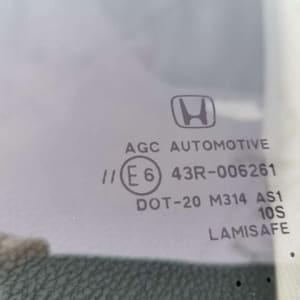 AGC AUTOMOTIVE
// E6 43R-006261
DOT-20 M314 AS1
10S
LAMISAFE